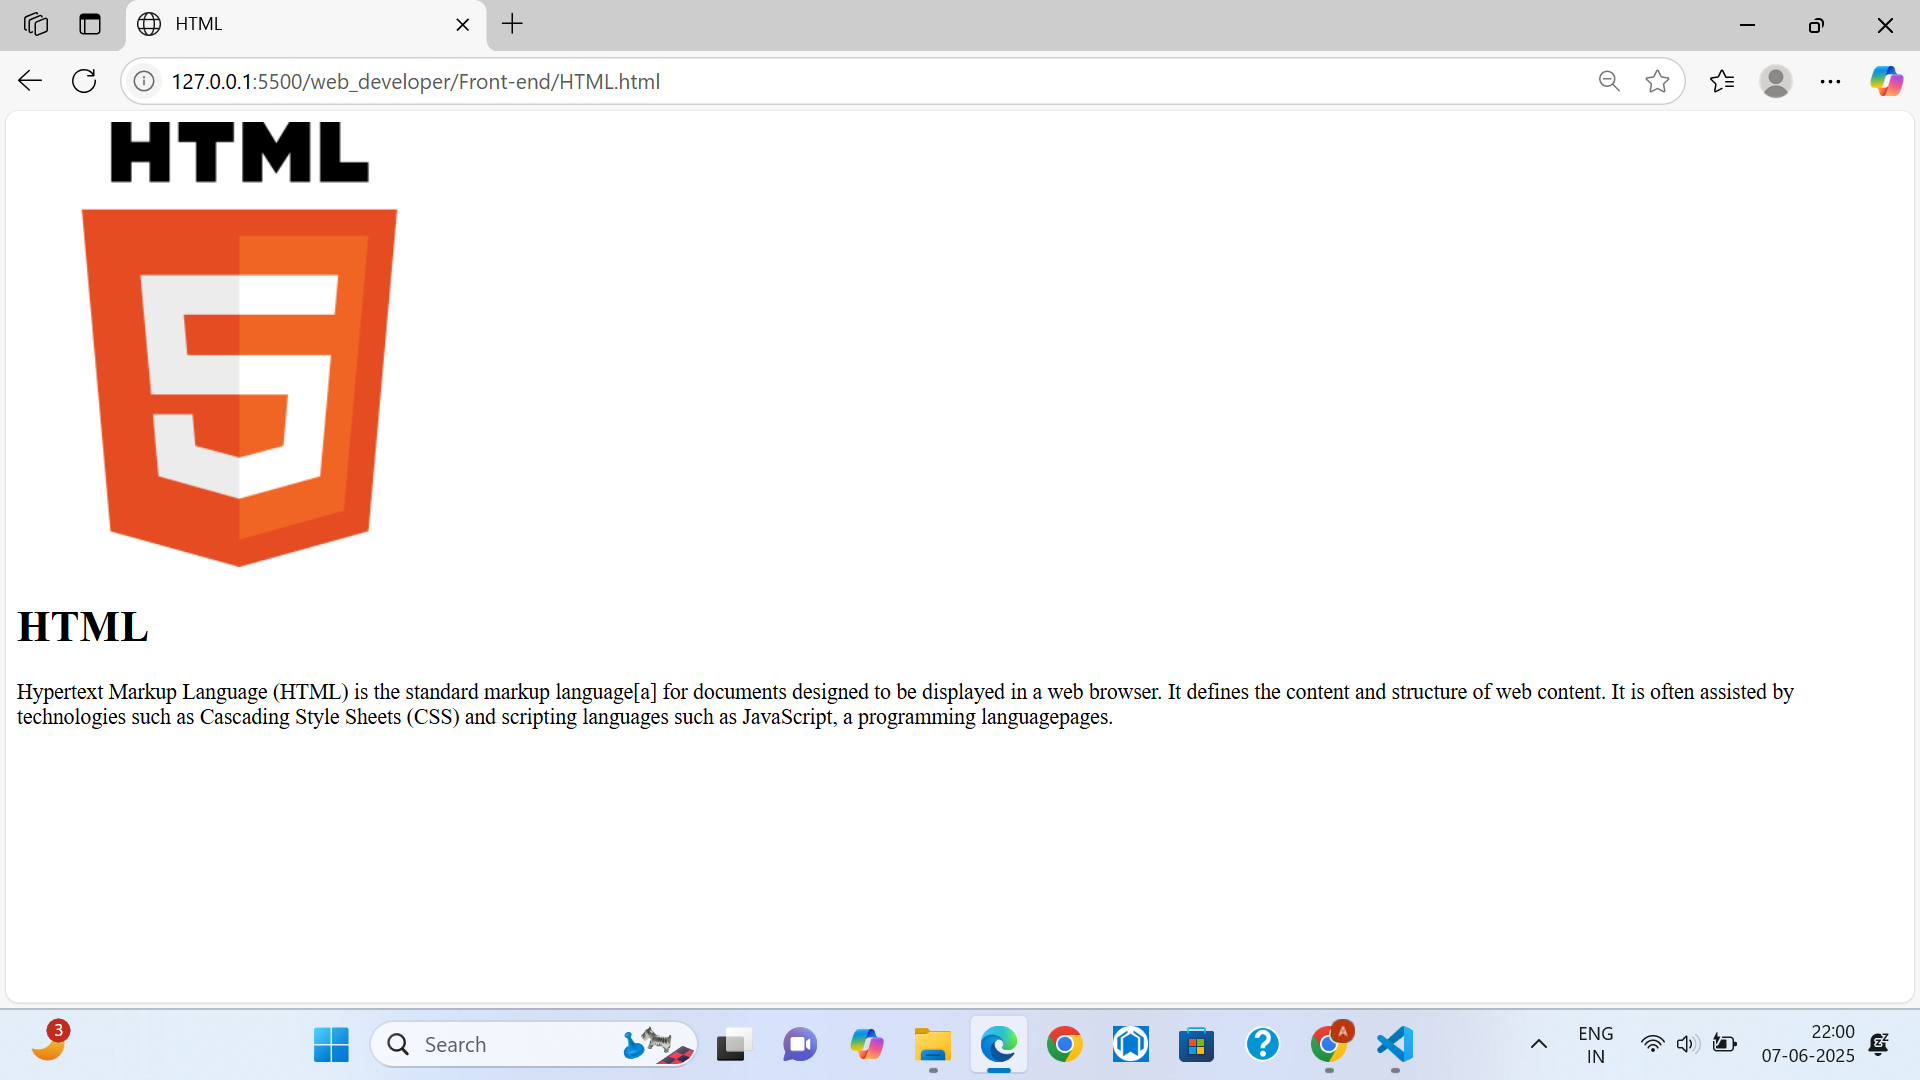 HTML
127.0.0.1:5500/web_developer/Front-end/HTML.html
HTML
5
HTML
Hypertext Markup Language (HTML) is the standard markup language[a] for documents designed to be displayed in a web browser. It defines the content and structure of web content. It is often assisted by
technologies such as Cascading Style Sheets (CSS) and scripting languages such as JavaScript, a programming languagepages.
3
Search
A
ENG
IN
22:00
07-06-2025